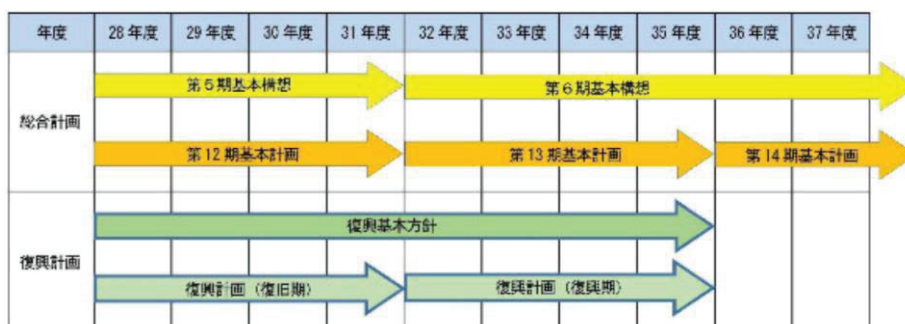 年度 28年度 29年度 30年度 31年度 32年度 33年度 34年度 35年度 36年度 37年度
総合計画
第5期基本構想 第6期基本構想
第12期基本計画 第13期基本計画 第14期基本計画
復興計画
復興基本方針
復興計画（復旧期） 復興計画（復興期）